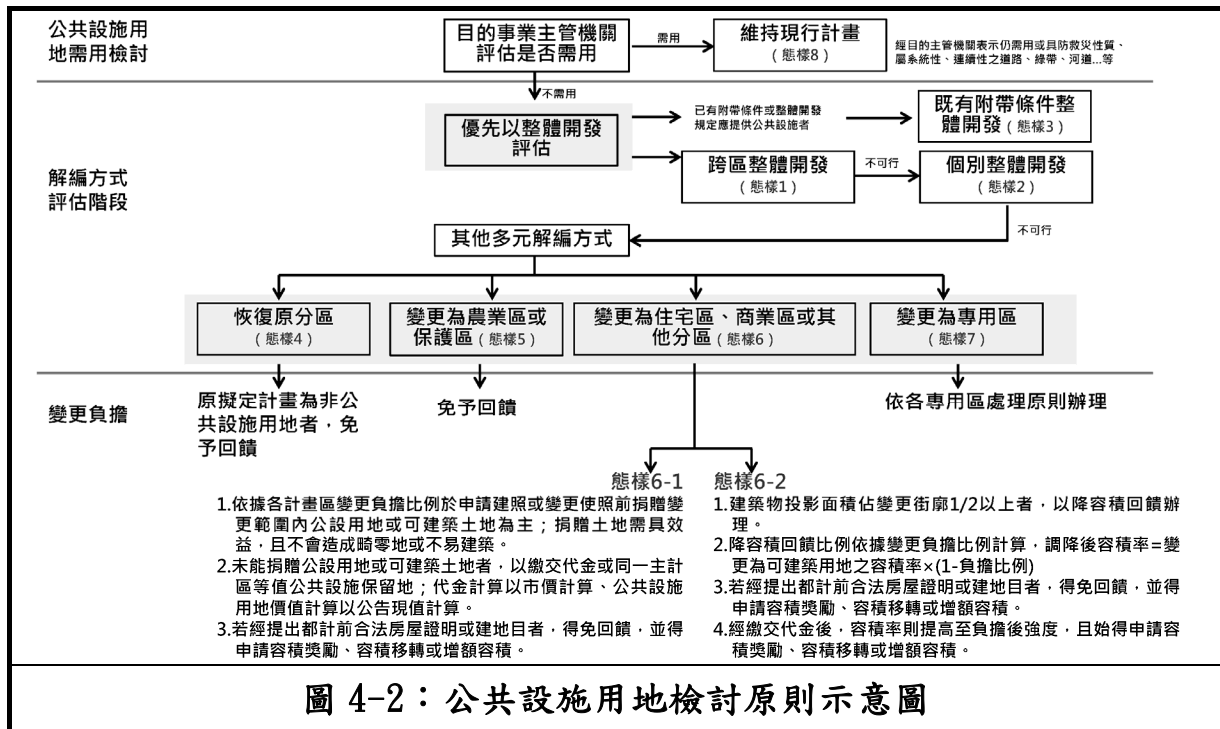 公共設施用
地需用檢討
目的事業主管機關
評估是否需用
需用
維持現行計畫
（態樣8）
經目的主管機關表示仍需用或具防救災性質、
屬系統性、連續性之道路、綠帶、河道...等
不需用
解編方式
評估階段
優先以整體開發
評估
已有附帶條件或整體開發
規定應提供公共設施者
既有附帶條件整
體開發（態樣3）
跨區整體開發
（態樣1）
不可行
個別整體開發
（態樣2）
不可行
其他多元解編方式
恢復原分區
（態樣4）
變更為農業區或
保護區（態樣5）
變更為住宅區、商業區或其
他分區（態樣6）
變更為專用區
（態樣7）
變更負擔
原擬定計畫為非公
共設施用地者，免
予回饋
免予回饋
依各專用區處理原則辦理
態樣6-1
1.依據各計畫區變更負擔比例於申請建照或變更使照前捐贈變
更範圍內公設用地或可建築土地為主；捐贈土地需具效
益，且不會造成畸零地或不易建築。
2.未能捐贈公設用地或可建築土地者，以繳交代金或同一主計
區等值公共設施保留地；代金計算以市價計算、公共設施
用地價值計算以公告現值計算。
3.若經提出都計前合法房屋證明或建地目者，得免回饋，並得
申請容積獎勵、容積移轉或增額容積。
態樣6-2
1.建築物投影面積佔變更街廓1/2以上者，以降容積回饋辦
理。
2.降容積回饋比例依據變更負擔比例計算，調降後容積率=變
更為可建築用地之容積率×(1-負擔比例)
3.若經提出都計前合法房屋證明或建地目者，得免回饋，並得
申請容積獎勵、容積移轉或增額容積。
4.經繳交代金後，容積率則提高至負擔後強度，且始得申請容
積獎勵、容積移轉或增額容積。
圖 4-2：公共設施用地檢討原則示意圖